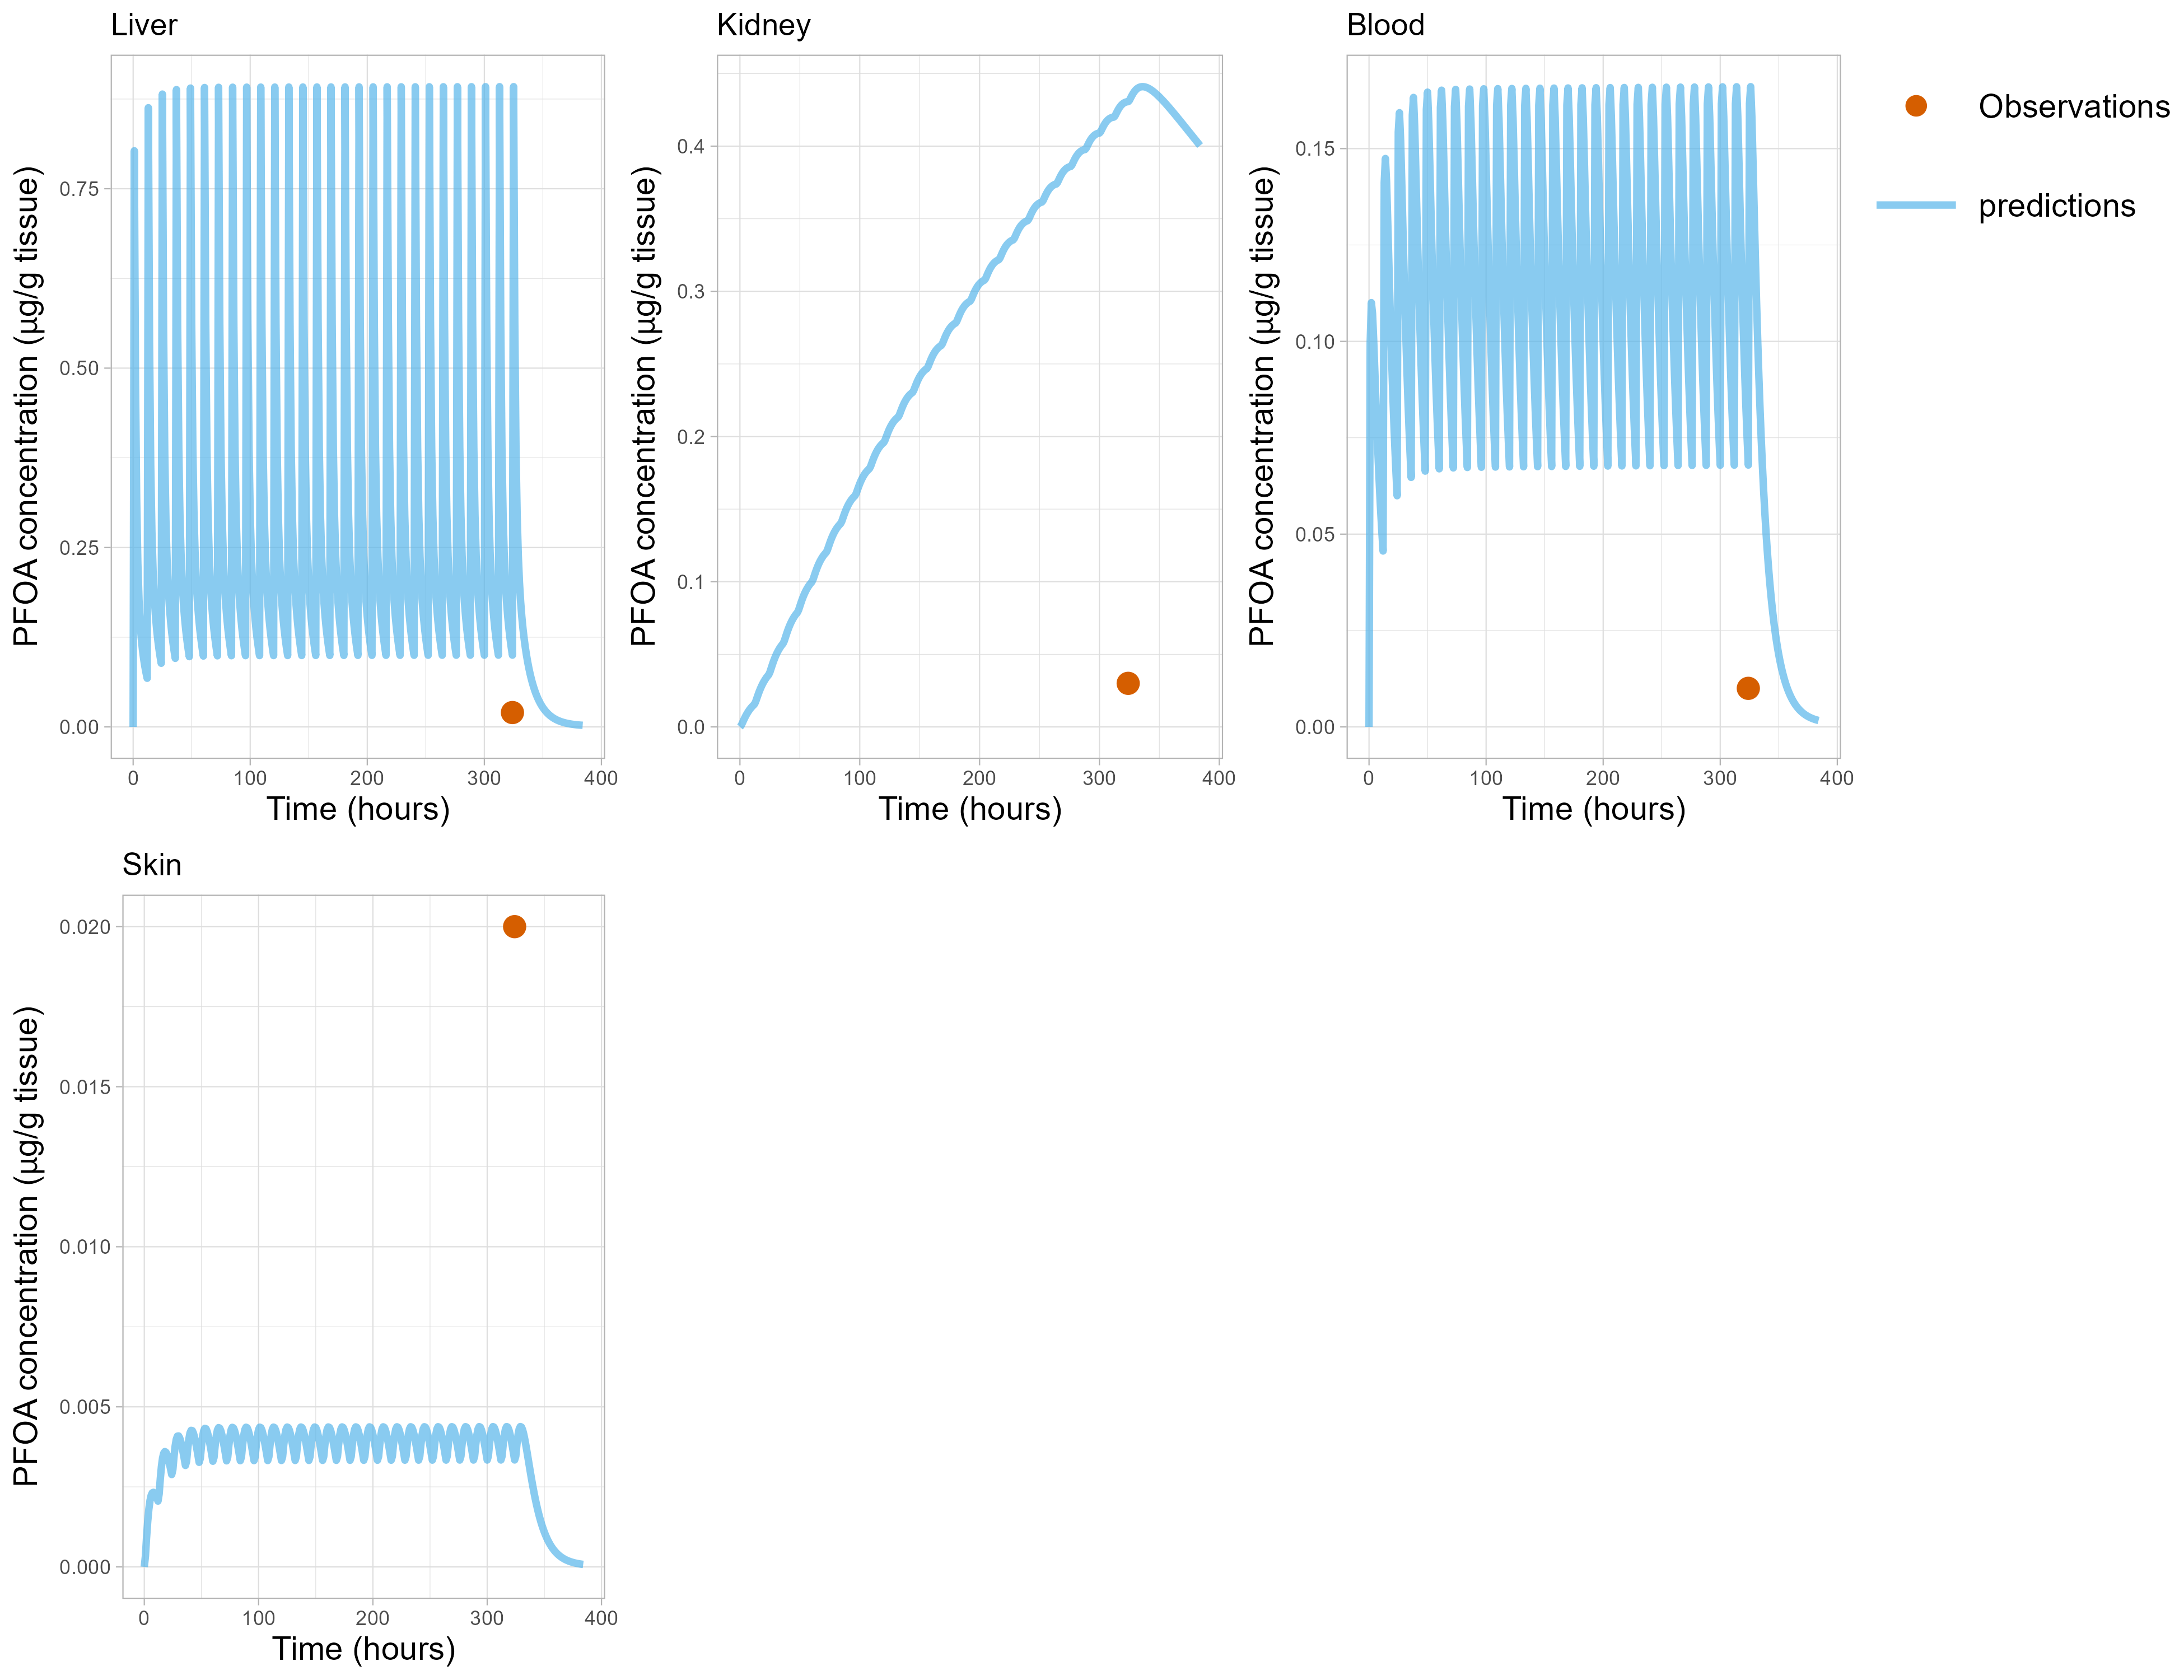 Liver
PFOA concentration (µg/g tissue)
0.75
0.50
0.25
0.00
0 100 200 300 400
Time (hours)
Kidney
PFOA concentration (µg/g tissue)
0.4
0.3
0.2
0.1
0.0
0 100 200 300 400
Time (hours)
Blood
PFOA concentration (µg/g tissue)
0.15
0.10
0.05
0.00
0 100 200 300 400
Time (hours)
Observations
predictions
Skin
PFOA concentration (µg/g tissue)
0.020
0.015
0.010
0.005
0.000
0 100 200 300 400
Time (hours)